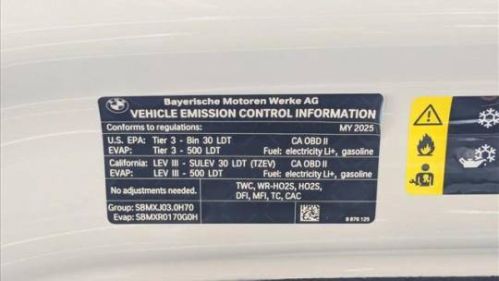 BMW
Bayerische Motoren Werke AG
VEHICLE EMISSION CONTROL INFORMATION
Conforms to regulations: MY 2025
U.S. EPA: Tier 3 - Bin 30 LDT CA OBD II
EVAP: Tier 3 - 500 LDT Fuel: electricity Li+, gasoline
California: LEV III - SULEV 30 LDT (TZEV) CA OBD II
EVAP: LEV III - 500 LDT Fuel: electricity Li+, gasoline
TWC, WR-HO2S, HO2S,
DFI, MFI, TC, CAC
Group: SBMXJ03.0H70
Evap: SBMXR0170G0H